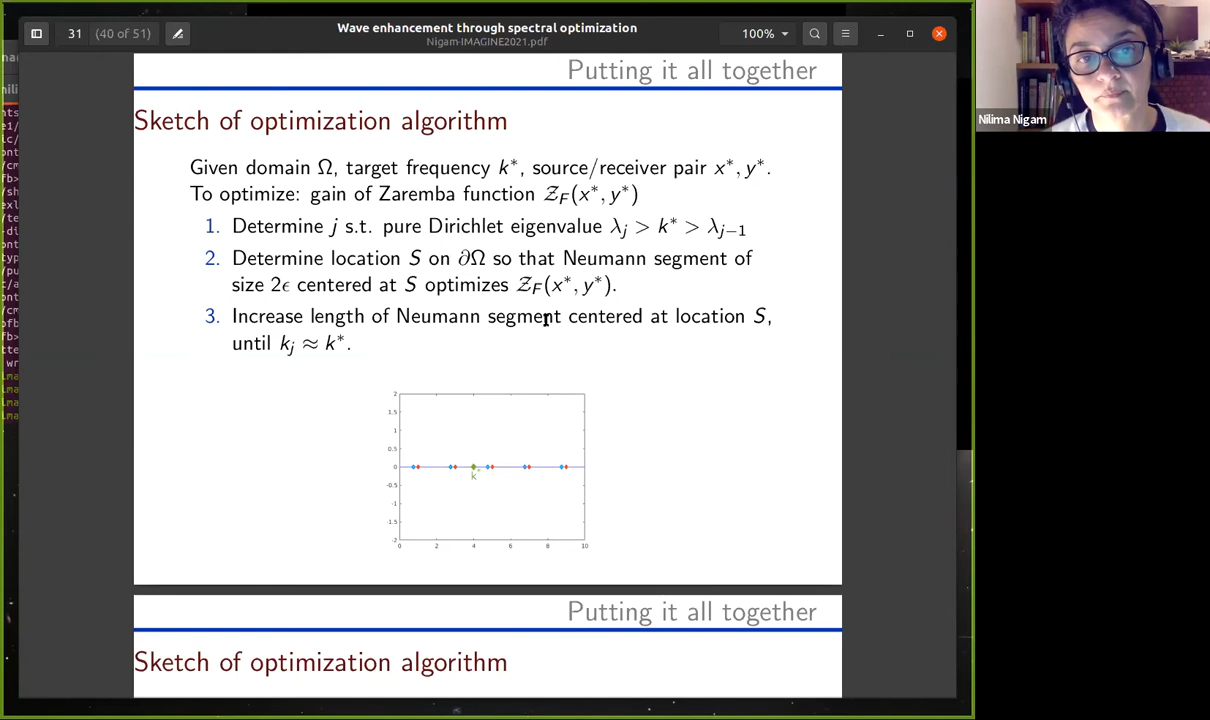 31 (40 of 51)
Wave enhancement through spectral optimization
Nigam-IMAGINE2021.pdf
100%
Putting it all together
Sketch of optimization algorithm
Given domain Ω, target frequency k*, source/receiver pair x*, y*.
To optimize: gain of Zaremba function 𝒵_F(x*, y*)
1. Determine j s.t. pure Dirichlet eigenvalue λ_j > k* > λ_{j−1}
2. Determine location S on ∂Ω so that Neumann segment of
size 2ϵ centered at S optimizes 𝒵_F(x*, y*).
3. Increase length of Neumann segment centered at location S,
until k_j ≈ k*.
2
1.5
1
0.5
0
-0.5
-1
-1.5
-2
k*
0 2 4 6 8 10
Putting it all together
Sketch of optimization algorithm
Nilima Nigam